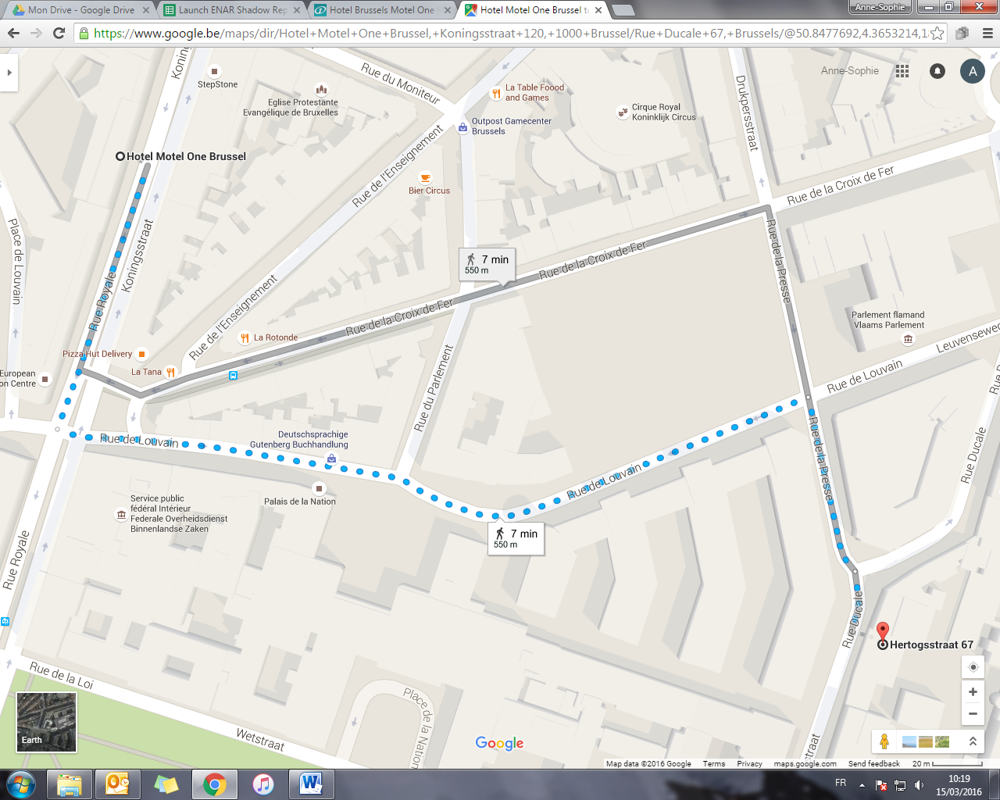 Mon Drive - Google Drive
Launch ENAR Shadow Rep
Hotel Brussels Motel One
Hotel Motel One Brussel to
Anne-Sophie
https://www.google.be/maps/dir/Hotel+Motel+One+Brussel,+Koningsstraat+120,+1000+Brussel/Rue+Ducale+67,+Brussels/@50.8477692,4.3653214,1
Anne-Sophie
A
StepStone
Rue du Moniteur
La Table Foood
and Games
Eglise Protestante
Evangélique de Bruxelles
Cirque Royal
Koninklijk Circus
Drukpersstraat
Outpost Gamecenter
Brussels
Hotel Motel One Brussel
Rue de l'Enseignement
Bier Circus
Rue de la Croix de Fer
Place de Louvain
Koningsstraat
Rue Royale
7 min
550 m
Rue de la Croix de Fer
Rue de la Presse
Rue de l'Enseignement
Rue de la Croix de Fer
Parlement flamand
Vlaams Parlement
La Rotonde
Pizza Hut Delivery
La Tana
European
on Centre
Rue du Parlement
Rue de Louvain
Leuvenseweg
Rue de Louvain
Deutschsprachige
Gutenberg Buchhandlung
Rue de la Presse
Rue Ducale
Rue de Louvain
Service public
fédéral Intérieur
Federale Overheidsdienst
Binnenlandse Zaken
Palais de la Nation
7 min
550 m
Rue Royale
Rue Ducale
Hertogsstraat 67
Rue de la Loi
Wetstraat
Place de la Nation
Earth
Google
Map data ©2016 Google
Terms
Privacy
maps.google.com
Send feedback
20 m
W
FR
10:19
15/03/2016